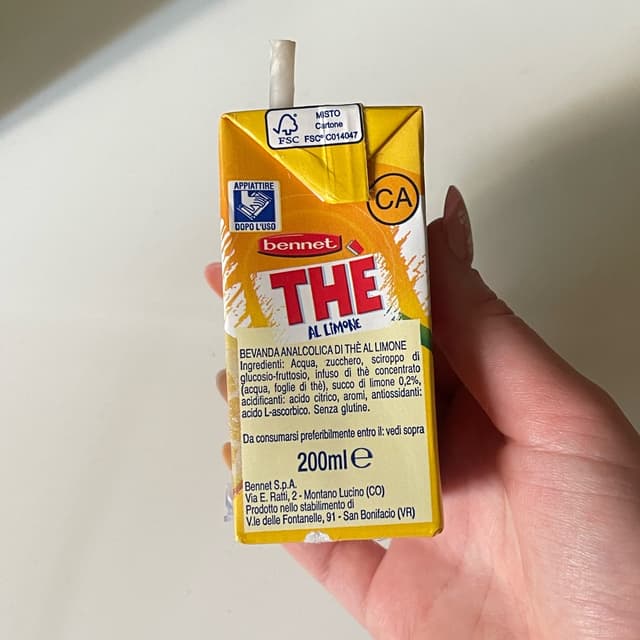 MISTO
Cartone
FSC FSC® C014047
APPIATTIRE
DOPO L'USO
CA
bennet
THÈ
AL LIMONE
BEVANDA ANALCOLICA DI THÈ AL LIMONE
Ingredienti: Acqua, zucchero, sciroppo di
glucosio-fruttosio, infuso di thè concentrato
(acqua, foglie di thè), succo di limone 0,2%,
acidificanti: acido citrico, aromi, antiossidanti:
acido L-ascorbico. Senza glutine.
Da consumarsi preferibilmente entro il: vedi sopra
200ml ℮
Bennet S.p.A.
Via E. Ratti, 2 - Montano Lucino (CO)
Prodotto nello stabilimento di
V.le delle Fontanelle, 91 - San Bonifacio (VR)